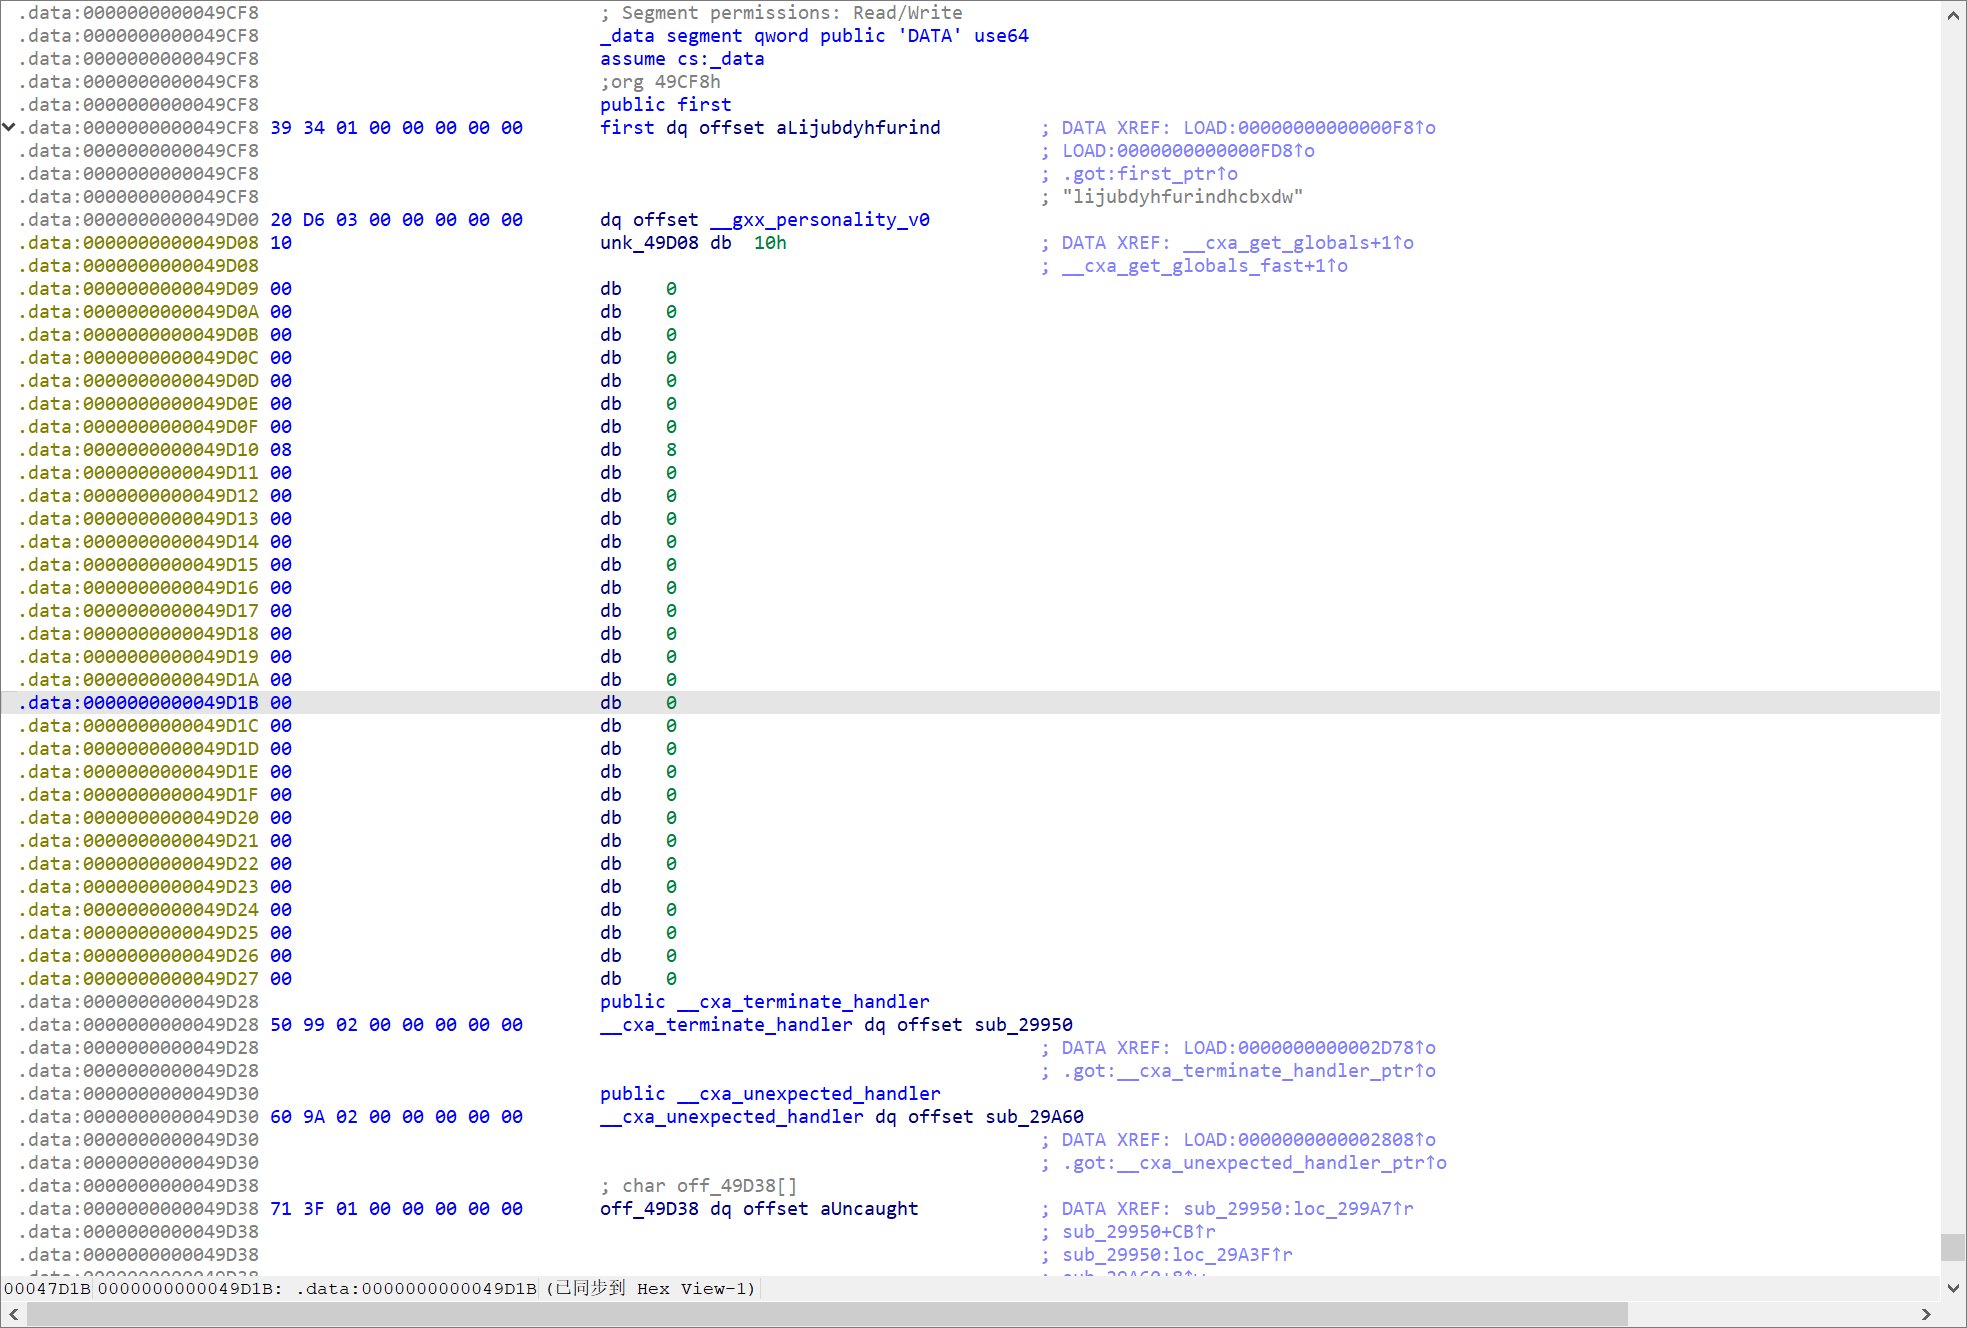 .data:0000000000049CF8 ; Segment permissions: Read/Write
.data:0000000000049CF8 _data segment qword public 'DATA' use64
.data:0000000000049CF8 assume cs:_data
.data:0000000000049CF8 ;org 49CF8h
.data:0000000000049CF8 public first
.data:0000000000049CF8 39 34 01 00 00 00 00 00 first dq offset aLijubdyhfurind ; DATA XREF: LOAD:00000000000000F8↑o
.data:0000000000049CF8 ; LOAD:0000000000000FD8↑o
.data:0000000000049CF8 ; .got:first_ptr↑o
.data:0000000000049CF8 ; "lijubdyhfurindhcbxdw"
.data:0000000000049D00 20 D6 03 00 00 00 00 00 dq offset __gxx_personality_v0
.data:0000000000049D08 10 unk_49D08 db 10h ; DATA XREF: __cxa_get_globals+1↑o
.data:0000000000049D08 ; __cxa_get_globals_fast+1↑o
.data:0000000000049D09 00 db 0
.data:0000000000049D0A 00 db 0
.data:0000000000049D0B 00 db 0
.data:0000000000049D0C 00 db 0
.data:0000000000049D0D 00 db 0
.data:0000000000049D0E 00 db 0
.data:0000000000049D0F 00 db 0
.data:0000000000049D10 08 db 8
.data:0000000000049D11 00 db 0
.data:0000000000049D12 00 db 0
.data:0000000000049D13 00 db 0
.data:0000000000049D14 00 db 0
.data:0000000000049D15 00 db 0
.data:0000000000049D16 00 db 0
.data:0000000000049D17 00 db 0
.data:0000000000049D18 00 db 0
.data:0000000000049D19 00 db 0
.data:0000000000049D1A 00 db 0
.data:0000000000049D1B 00 db 0
.data:0000000000049D1C 00 db 0
.data:0000000000049D1D 00 db 0
.data:0000000000049D1E 00 db 0
.data:0000000000049D1F 00 db 0
.data:0000000000049D20 00 db 0
.data:0000000000049D21 00 db 0
.data:0000000000049D22 00 db 0
.data:0000000000049D23 00 db 0
.data:0000000000049D24 00 db 0
.data:0000000000049D25 00 db 0
.data:0000000000049D26 00 db 0
.data:0000000000049D27 00 db 0
.data:0000000000049D28 public __cxa_terminate_handler
.data:0000000000049D28 50 99 02 00 00 00 00 00 __cxa_terminate_handler dq offset sub_29950
.data:0000000000049D28 ; DATA XREF: LOAD:0000000000002D78↑o
.data:0000000000049D28 ; .got:__cxa_terminate_handler_ptr↑o
.data:0000000000049D30 public __cxa_unexpected_handler
.data:0000000000049D30 60 9A 02 00 00 00 00 00 __cxa_unexpected_handler dq offset sub_29A60
.data:0000000000049D30 ; DATA XREF: LOAD:0000000000002808↑o
.data:0000000000049D30 ; .got:__cxa_unexpected_handler_ptr↑o
.data:0000000000049D38 ; char off_49D38[]
.data:0000000000049D38 71 3F 01 00 00 00 00 00 off_49D38 dq offset aUncaught ; DATA XREF: sub_29950:loc_299A7↑r
.data:0000000000049D38 ; sub_29950+CB↑r
.data:0000000000049D38 ; sub_29950:loc_29A3F↑r
00047D1B 0000000000049D1B: .data:0000000000049D1B (已同步到 Hex View-1)